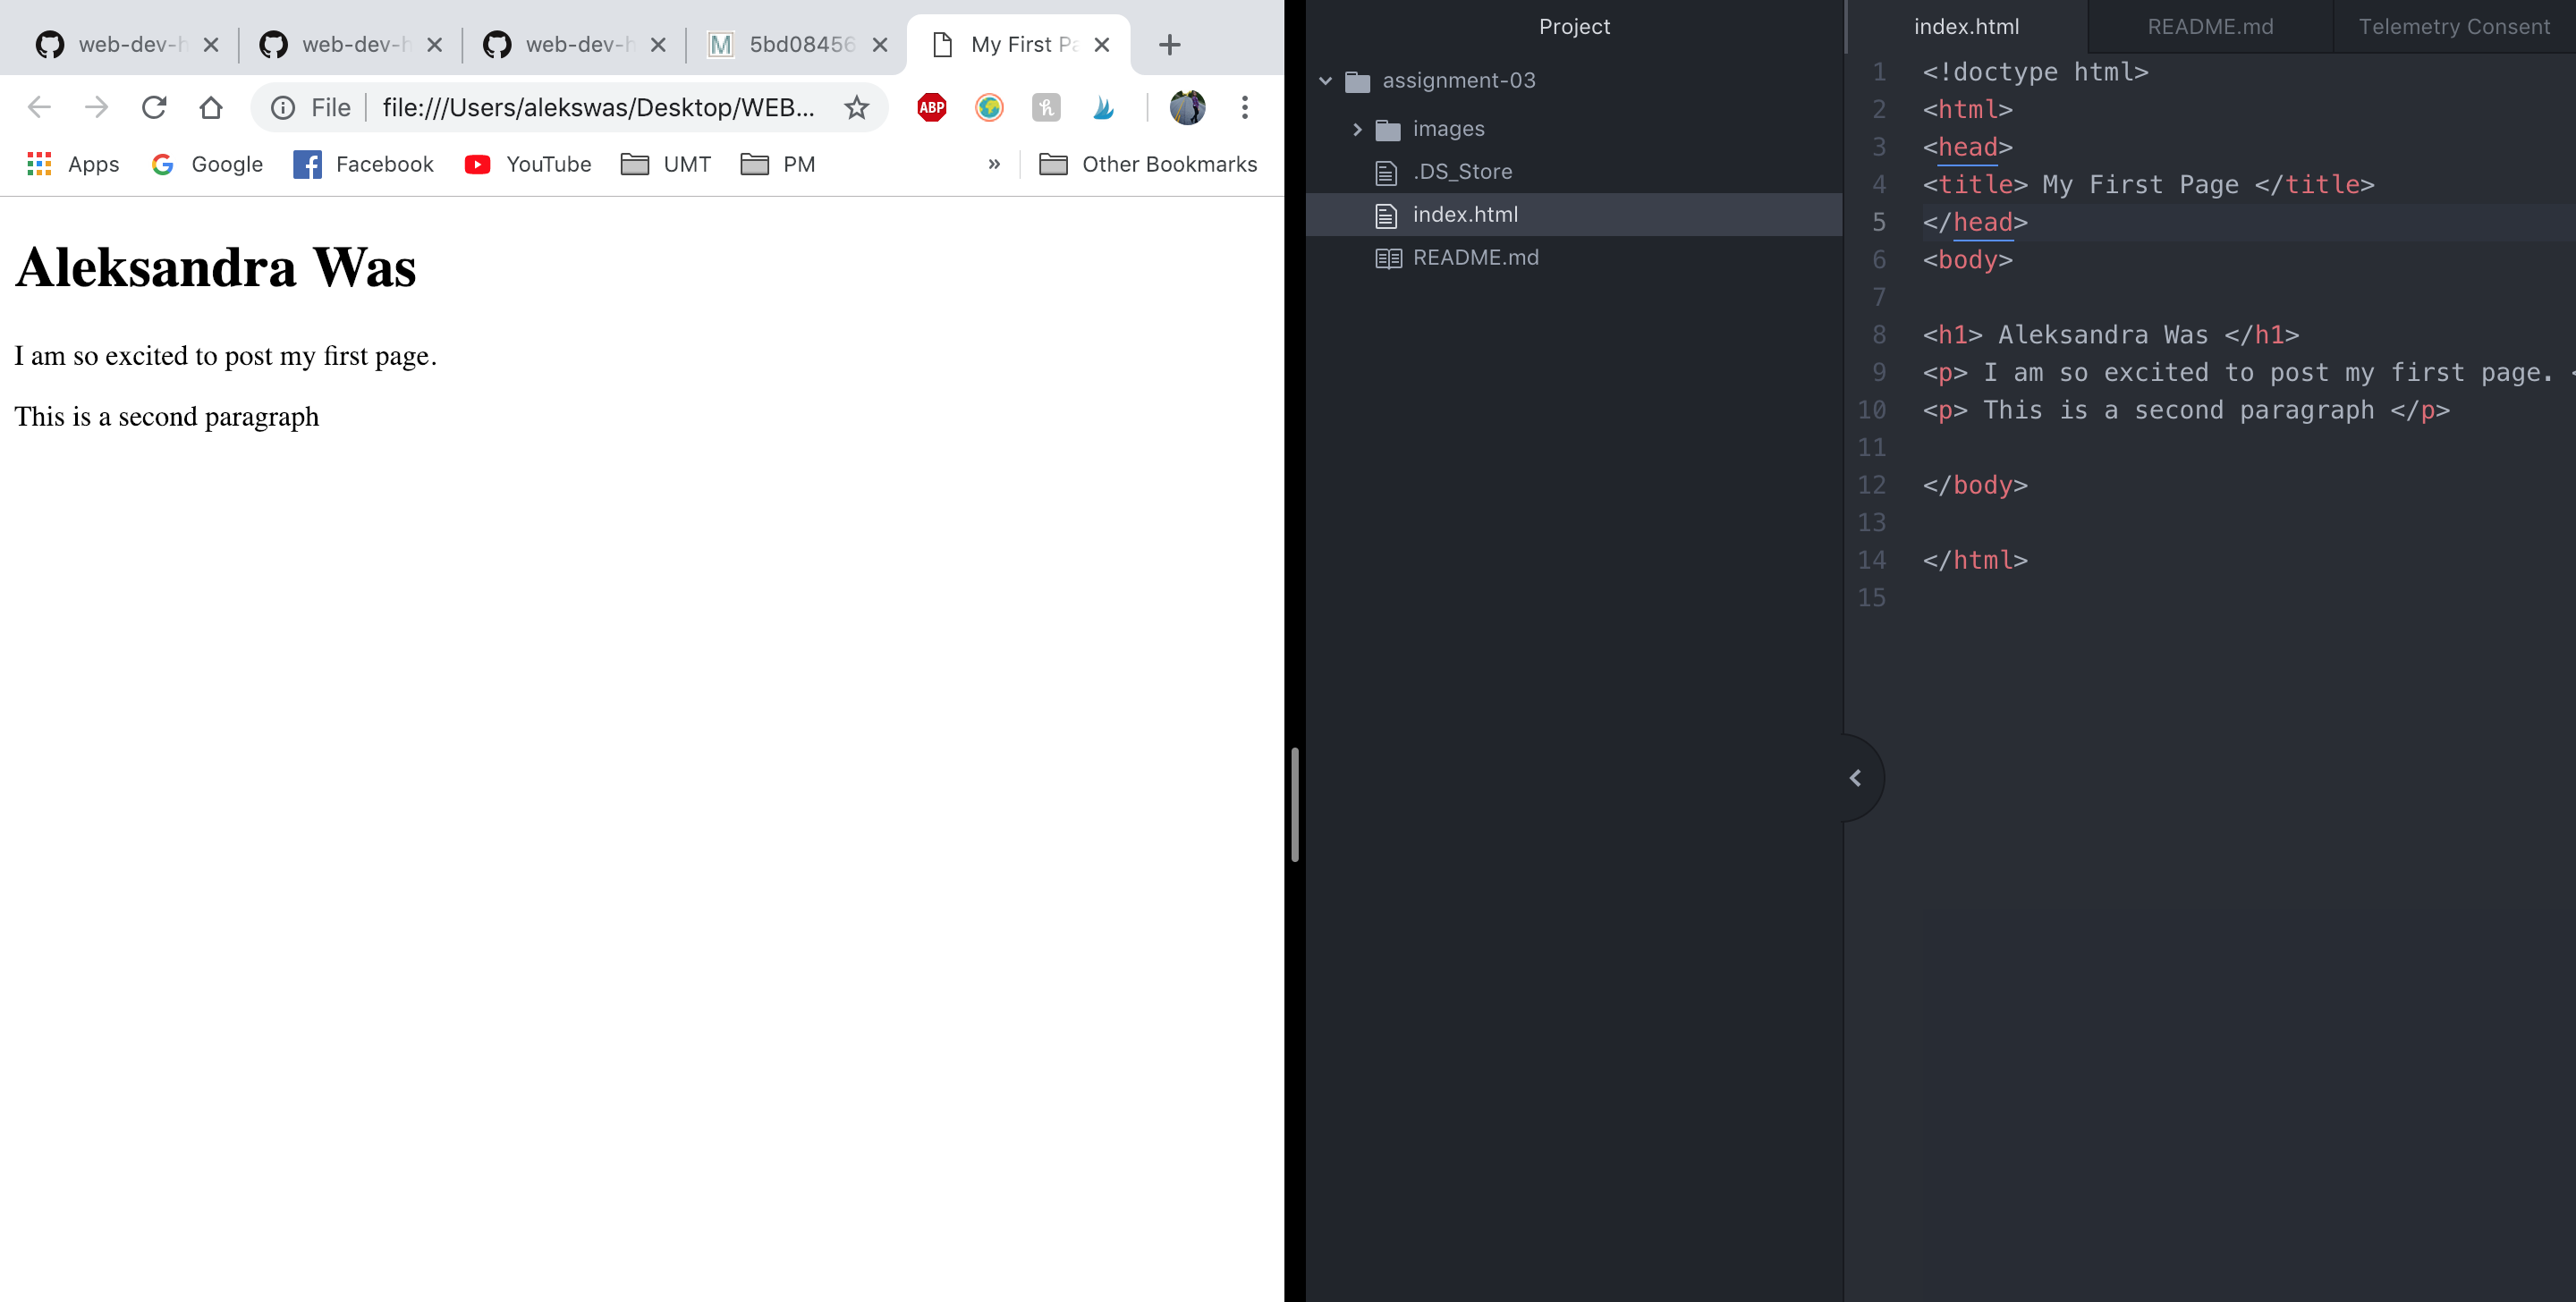 web-dev-h
web-dev-h
web-dev-h
M 5bd08456
My First Pa
File file:///Users/alekswas/Desktop/WEB...
ABP
h
Apps Google Facebook YouTube UMT PM » Other Bookmarks
Aleksandra Was
I am so excited to post my first page.
This is a second paragraph
Project
assignment-03
images
.DS_Store
index.html
README.md
index.html README.md Telemetry Consent
1 <!doctype html>
2 <html>
3 <head>
4 <title> My First Page </title>
5 </head>
6 <body>
7
8 <h1> Aleksandra Was </h1>
9 <p> I am so excited to post my first page. <
10 <p> This is a second paragraph </p>
11
12 </body>
13
14 </html>
15